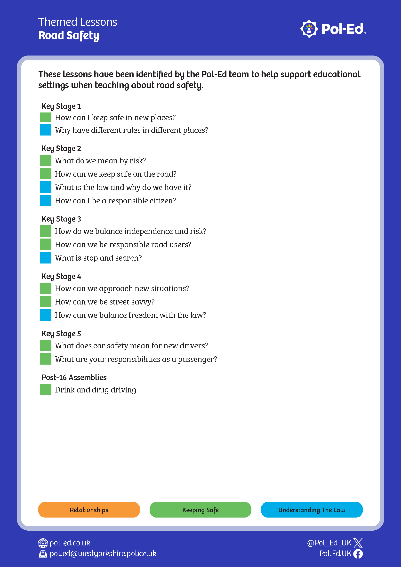 Themed Lessons
Road Safety
Pol-Ed.
These lessons have been identified by the Pol-Ed team to help support educational
settings when teaching about road safety.
Key Stage 1
How can I keep safe in new places?
Why have different rules in different places?
Key Stage 2
What do we mean by risk?
How can we keep safe on the road?
What is the law and why do we have it?
How can I be a responsible citizen?
Key Stage 3
How do we balance independence and risk?
How can we be responsible road users?
What is stop and search?
Key Stage 4
How can we approach new situations?
How can we be street savvy?
How can we balance freedom with the law?
Key Stage 5
What does car safety mean for new drivers?
What are your responsibilities as a passenger?
Post-16 Assemblies
Drink and drug driving
Relationships
Keeping Safe
Understanding The Law
pol-ed.co.uk
pol.ed@westyorkshire.police.uk
@Pol_Ed_UK
Pol.Ed.UK